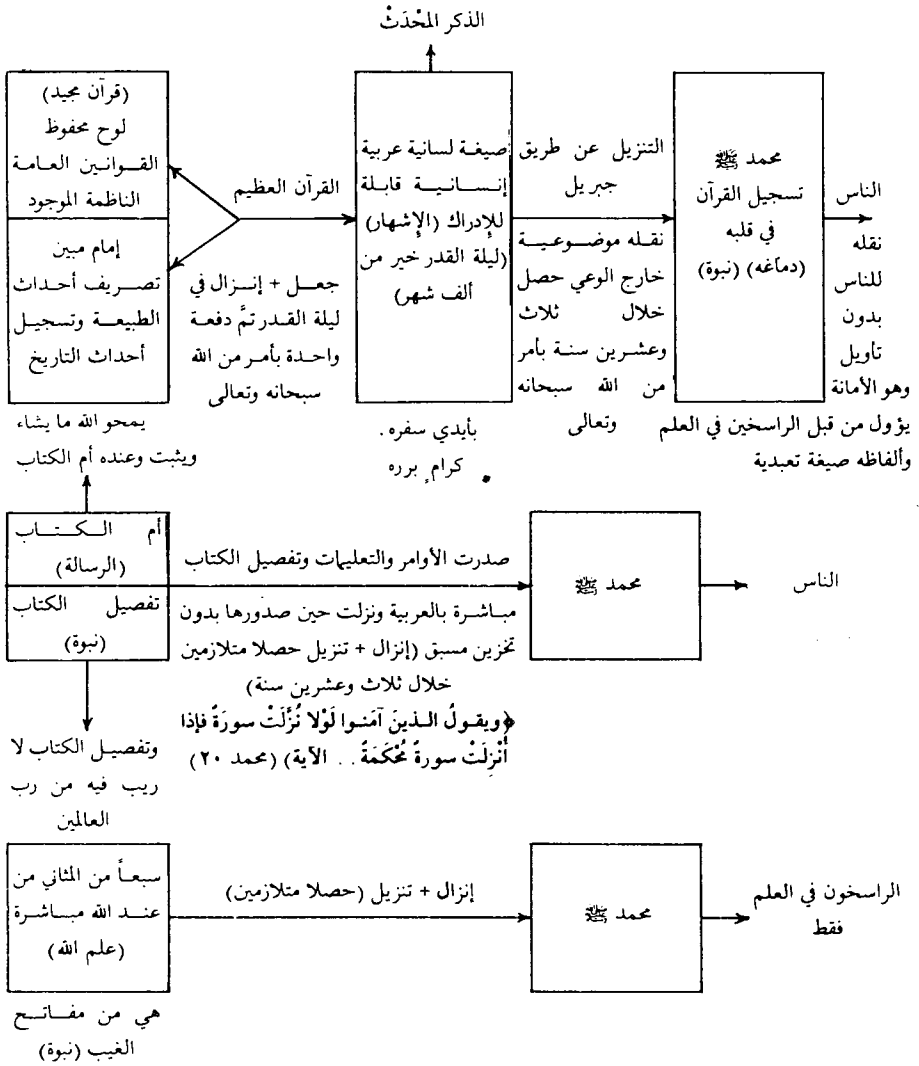 الذكر المحْدَثْ
محمد ﷺ
تسجيل القرآن
في قلبه
(دماغه) (نبوة)
الناس
نقله
للناس
بدون
تأويل
وهو الأمانة
يؤول من قبل الراسخين في العلم
وألفاظه صيغة تعبدية
التنزيل عن طريق
جبريل
نقله موضوعية
خارج الوعي حصل
خلال ثلاث
وعشرين سنة بأمر
من الله سبحانه
وتعالى
صيغة لسانية عربية
إنسانية قابلة
للإدراك (الإشهار)
(ليلة القدر خير من
ألف شهر)
بأيدي سفره .
كرام برره
القرآن العظيم
جعل + إنزال في
ليلة القدر تمَّ دفعة
واحدة بأمر من الله
سبحانه وتعالى
(قرآن مجيد)
لوح محفوظ
القوانين العامة
الناظمة الموجود
إمام مبين
تصريف أحداث
الطبيعة وتسجيل
أحداث التاريخ
يمحو الله ما يشاء
ويثبت وعنده أم الكتاب
أم الكتاب
(الرسالة)
تفصيل الكتاب
(نبوة)
صدرت الأوامر والتعليمات وتفصيل الكتاب
مباشرة بالعربية ونزلت حين صدورها بدون
تخزين مسبق (إنزال + تنزيل حصلا متلازمين
خلال ثلاث وعشرين سنة)
﴿ويقولُ الذينَ آمَنوا لَوْلا نُزِّلَتْ سورَةٌ فإذا
أُنْزِلَتْ سورةٌ مُحْكَمَةٌ . . الآية) (محمد ٢٠)
محمد ﷺ
الناس
وتفصيل الكتاب لا
ريب فيه من رب
العالمين
سبعاً من المثاني من
عند الله مباشرة
(علم الله)
إنزال + تنزيل (حصلا متلازمين)
محمد ﷺ
الراسخون في العلم
فقط
هي من مفاتح
الغيب (نبوة)